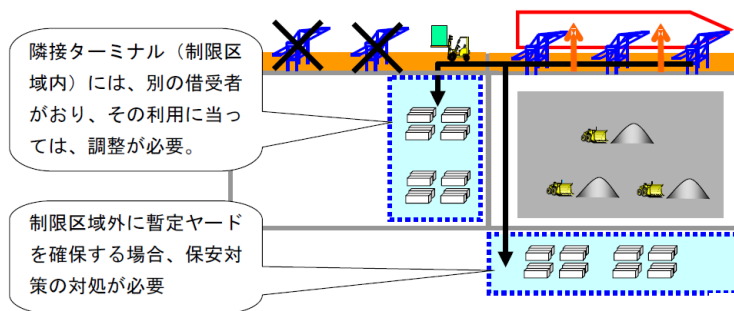 隣接ターミナル（制限区
域内）には、別の借受者
がおり、その利用に当っ
ては、調整が必要。
制限区域外に暫定ヤード
を確保する場合、保安対
策の対処が必要